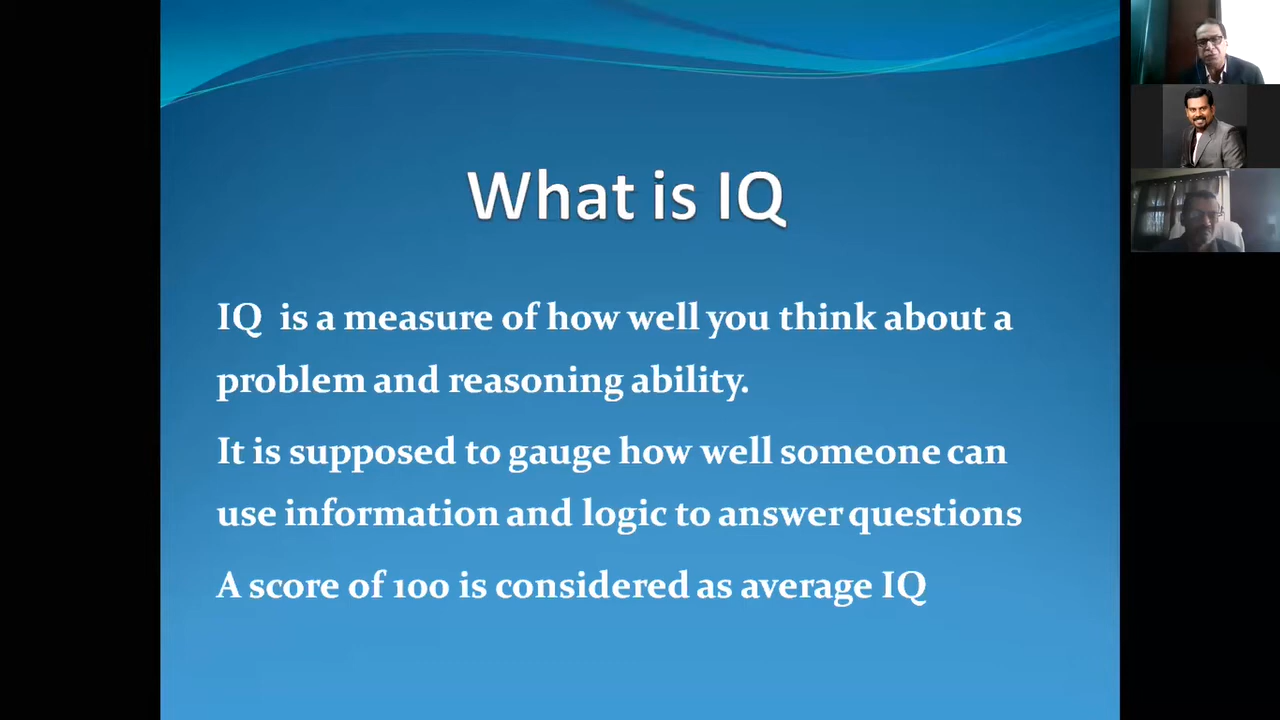 What is IQ
IQ is a measure of how well you think about a
problem and reasoning ability.
It is supposed to gauge how well someone can
use information and logic to answer questions
A score of 100 is considered as average IQ